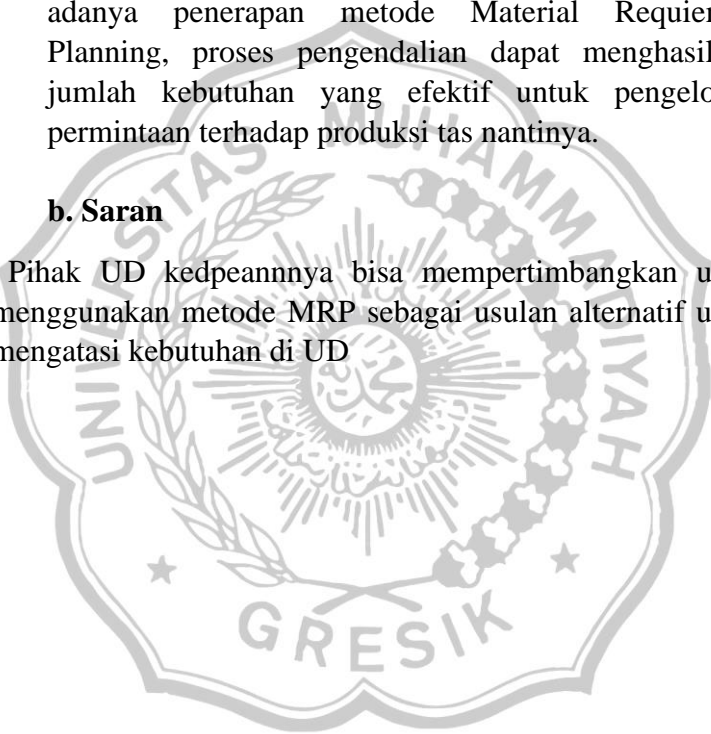 adanya penerapan metode Material Requier
Planning, proses pengendalian dapat menghasil
jumlah kebutuhan yang efektif untuk pengelo
permintaan terhadap produksi tas nantinya.
b. Saran
Pihak UD kedpeannnya bisa mempertimbangkan u
menggunakan metode MRP sebagai usulan alternatif u
mengatasi kebutuhan di UD
UNIVERSITAS MUHAMMADIYAH
GRESIK